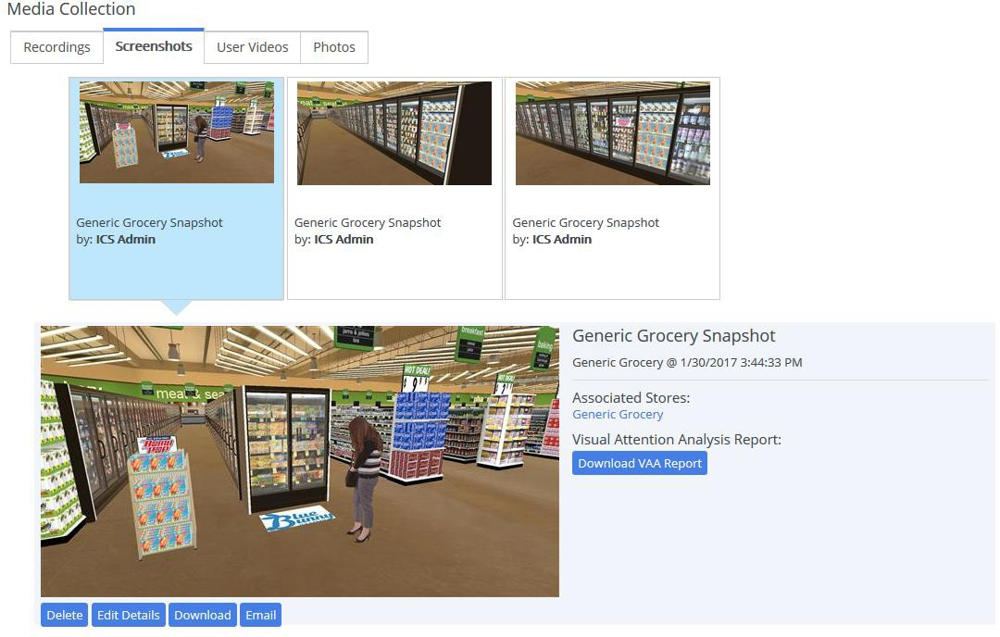 Media Collection
Recordings
Screenshots
User Videos
Photos
Generic Grocery Snapshot
by: ICS Admin
Generic Grocery Snapshot
by: ICS Admin
Generic Grocery Snapshot
by: ICS Admin
breakfast
baking
jams & jellies
HOT DEAL!
HOT DEAL!
meat & sea
Blue
Bunny
Generic Grocery Snapshot
Generic Grocery @ 1/30/2017 3:44:33 PM
Associated Stores:
Generic Grocery
Visual Attention Analysis Report:
Download VAA Report
Delete
Edit Details
Download
Email